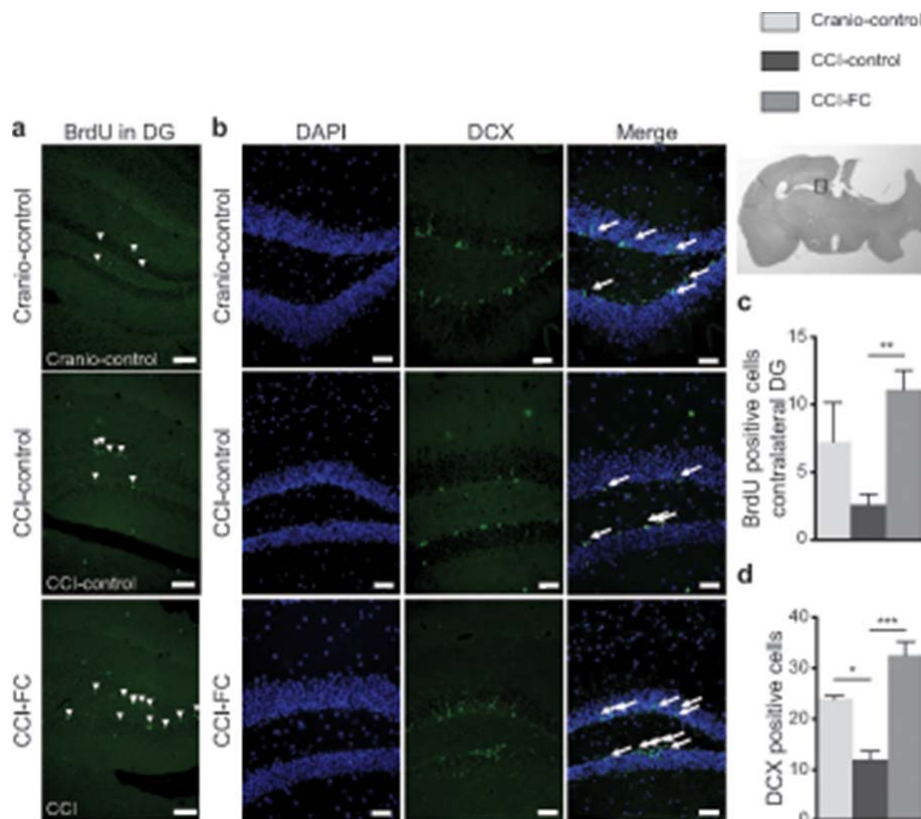 Cranio-control
CCI-control
CCI-FC
a
BrdU in DG
b
DAPI
DCX
Merge
Cranio-control
Cranio-control
Cranio-control
CCI-control
CCI-control
CCI-control
CCI-FC
CCI
CCI-FC
c
BrdU positive cells
contralateral DG
15
10
5
0
**
d
DCX positive cells
40
30
20
10
0
*
***